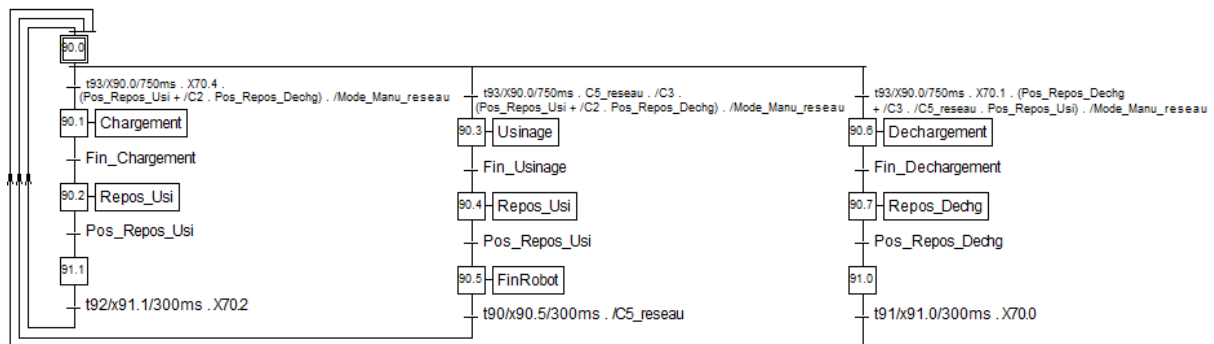 90.0
t93/X90.0/750ms . X70.4 .
(Pos_Repos_Usi + /C2 . Pos_Repos_Dechg) . /Mode_Manu_reseau
90.1 Chargement
Fin_Chargement
90.2 Repos_Usi
Pos_Repos_Usi
91.1
t92/x91.1/300ms . X70.2
t93/X90.0/750ms . C5_reseau . /C3 .
(Pos_Repos_Usi + /C2 . Pos_Repos_Dechg) . /Mode_Manu_reseau
90.3 Usinage
Fin_Usinage
90.4 Repos_Usi
Pos_Repos_Usi
90.5 FinRobot
t90/x90.5/300ms . /C5_reseau
t93/X90.0/750ms . X70.1 . (Pos_Repos_Dechg
+ /C3 . /C5_reseau . Pos_Repos_Usi) . /Mode_Manu_reseau
90.6 Dechargement
Fin_Dechargement
90.7 Repos_Dechg
Pos_Repos_Dechg
91.0
t91/x91.0/300ms . X70.0